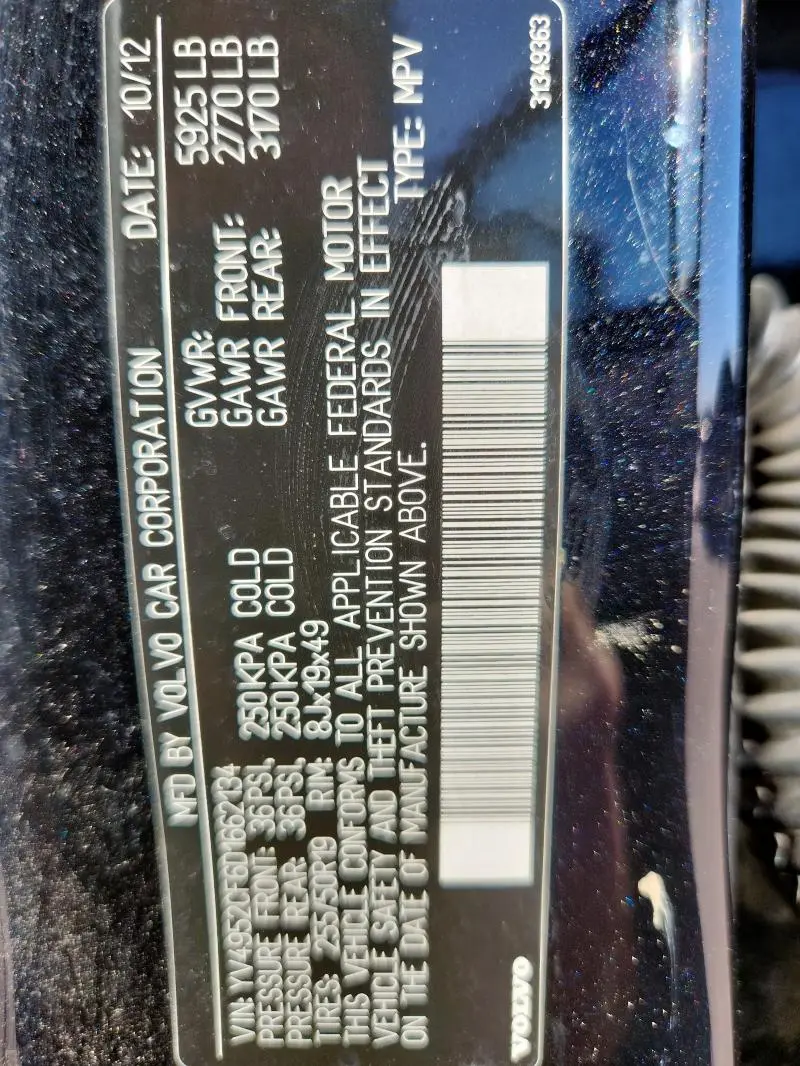 MFD BY VOLVO CAR CORPORATION DATE: 10/12
VIN: YV4952CF6D1662134 GVWR: 5925 LB
PRESSURE FRONT: 36PSI, 250KPA COLD GAWR FRONT: 2770 LB
PRESSURE REAR: 36PSI, 250KPA COLD GAWR REAR: 3170 LB
TIRES: 255/50R19 RIM: 8Jx19x49
THIS VEHICLE CONFORMS TO ALL APPLICABLE FEDERAL MOTOR
VEHICLE SAFETY AND THEFT PREVENTION STANDARDS IN EFFECT
ON THE DATE OF MANUFACTURE SHOWN ABOVE. TYPE: MPV
VOLVO 31349363